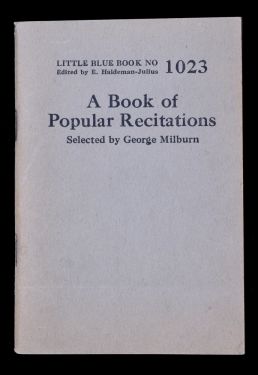 LITTLE BLUE BOOK NO 1023
Edited by E. Haldeman-Julius
A Book of
Popular Recitations
Selected by George Milburn